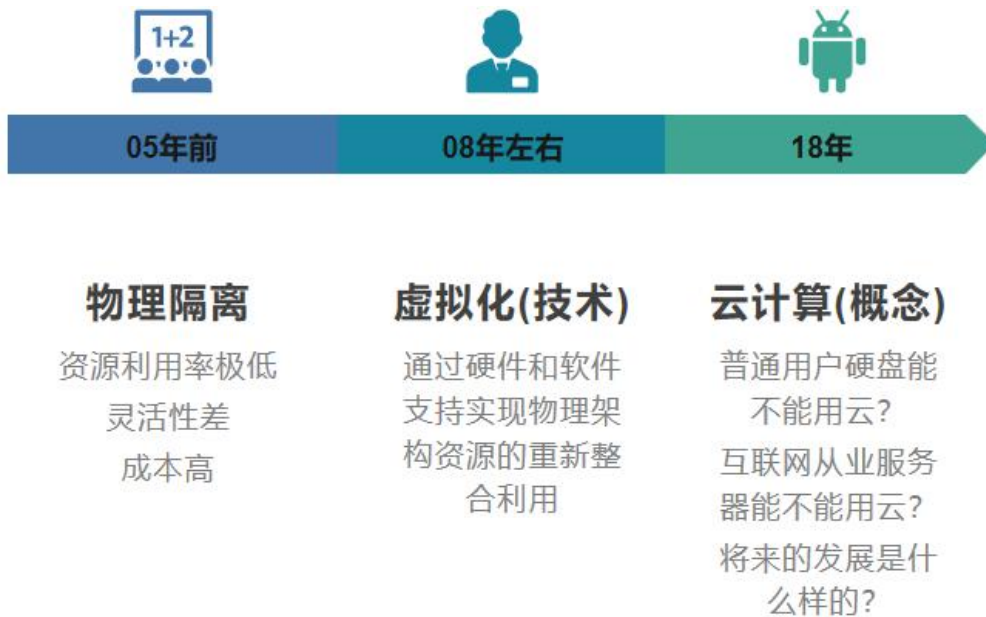 1+2
05年前
08年左右
18年
物理隔离
资源利用率极低
灵活性差
成本高
虚拟化(技术)
通过硬件和软件
支持实现物理架
构资源的重新整
合利用
云计算(概念)
普通用户硬盘能
不能用云?
互联网从业服务
器能不能用云?
将来的发展是什
么样的?